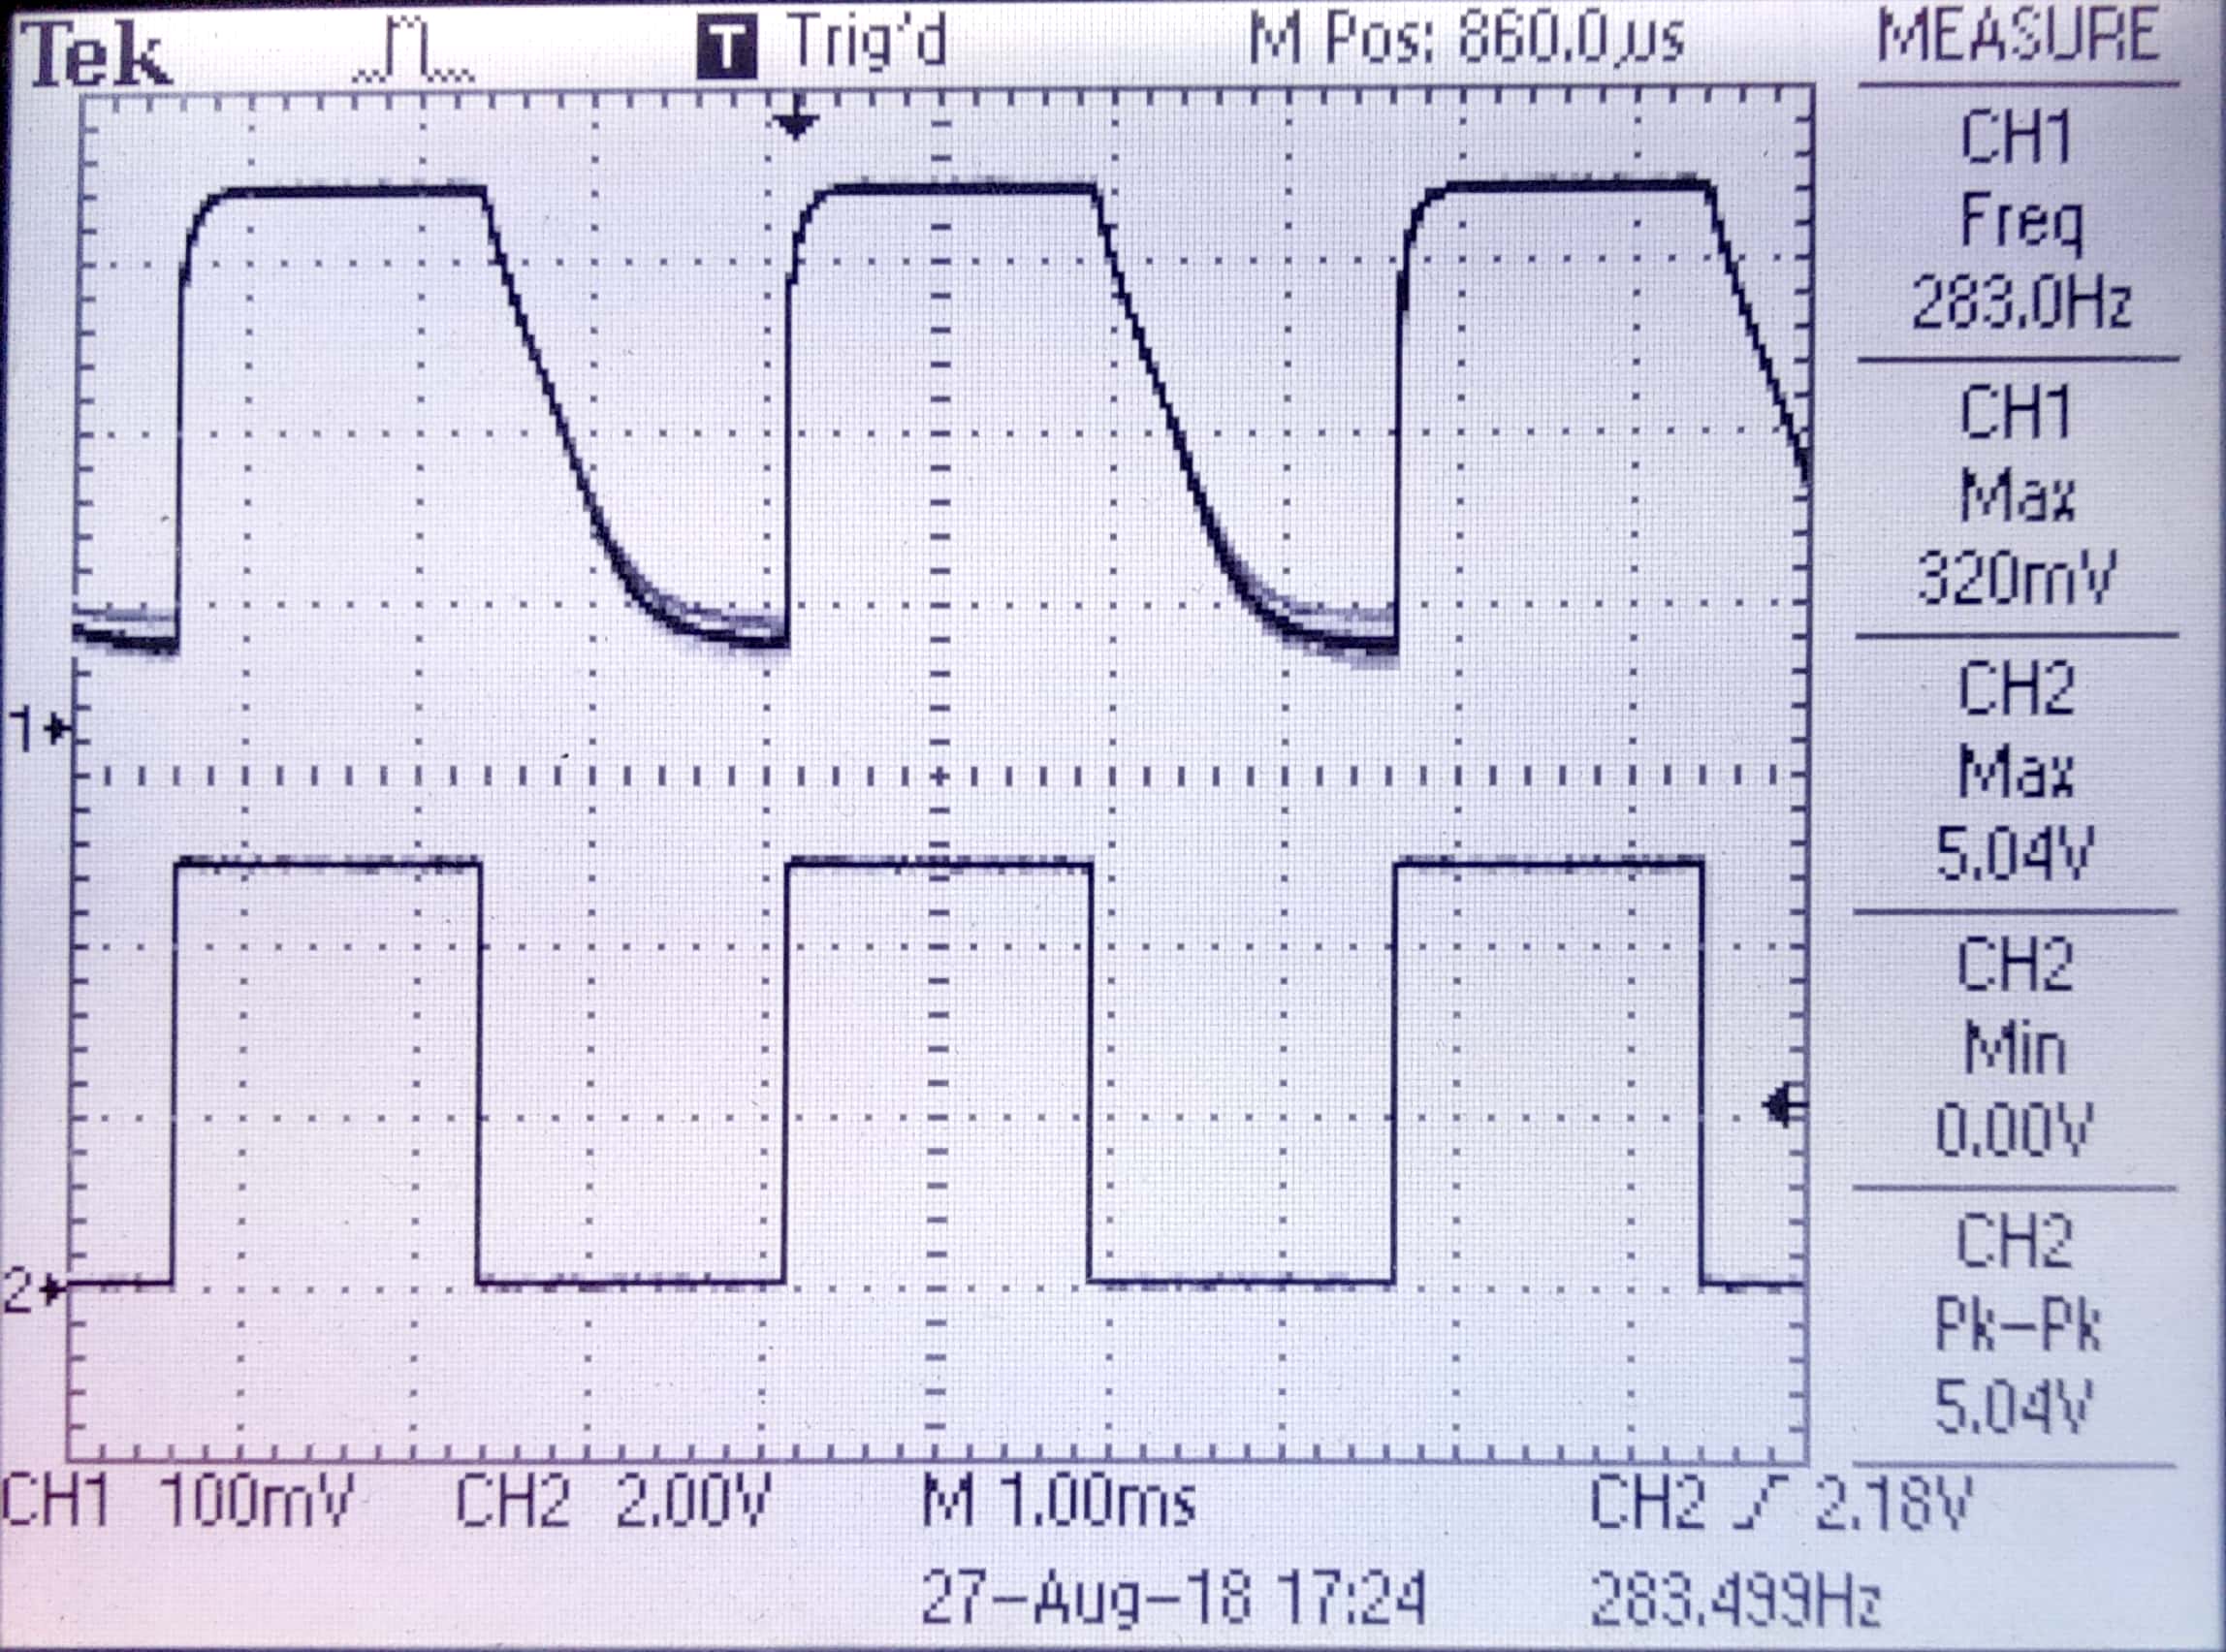 Tek T Trig'd M Pos: 860.0µs MEASURE
CH1
Freq
283.0Hz
CH1
Max
320mV
CH2
Max
5.04V
CH2
Min
0.00V
CH2
Pk-Pk
5.04V
1
2
CH1 100mV CH2 2.00V M 1.00ms CH2 2.18V
27-Aug-18 17:24 283.499Hz